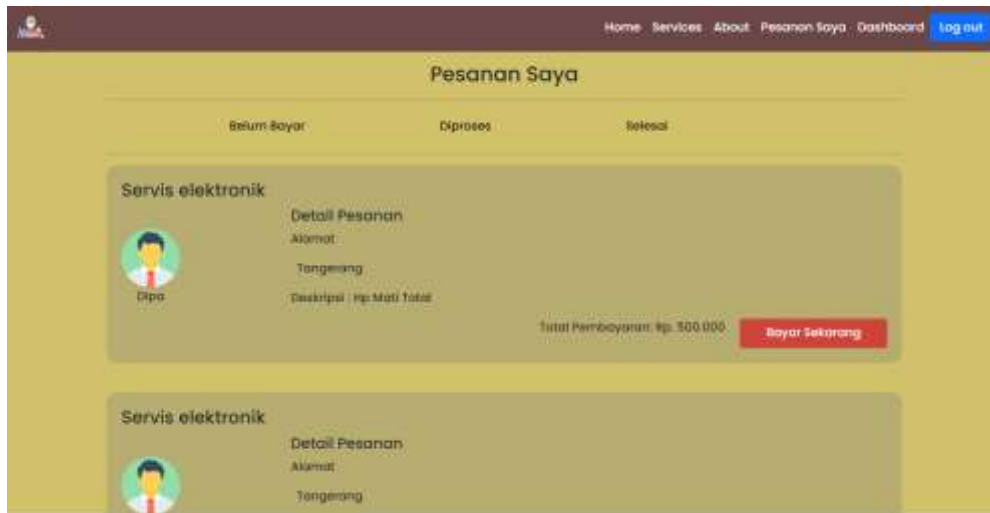 Home Services About Pesanan Saya Dashboard Log out
Pesanan Saya
Belum Bayar Diproses Selesai
Servis elektronik
Detail Pesanan
Alamat
Tangerang
Dipa
Deskripsi : Hp Mati Total
Total Pembayaran: Rp. 500.000 Bayar Sekarang
Servis elektronik
Detail Pesanan
Alamat
Tangerang